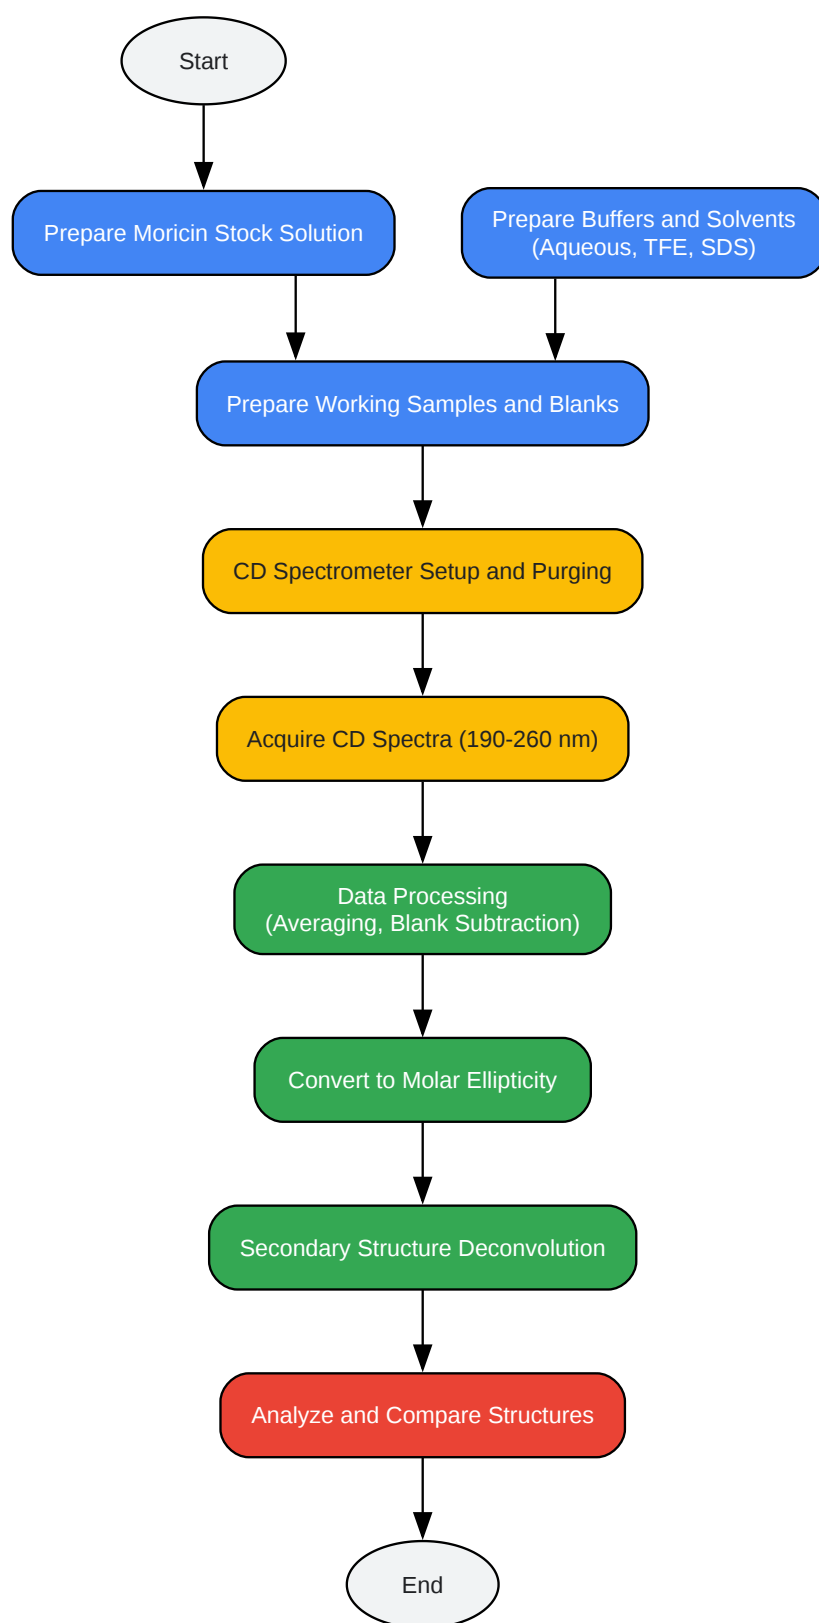 Start
Prepare Moricin Stock Solution
Prepare Buffers and Solvents
(Aqueous, TFE, SDS)
Prepare Working Samples and Blanks
CD Spectrometer Setup and Purging
Acquire CD Spectra (190-260 nm)
Data Processing
(Averaging, Blank Subtraction)
Convert to Molar Ellipticity
Secondary Structure Deconvolution
Analyze and Compare Structures
End